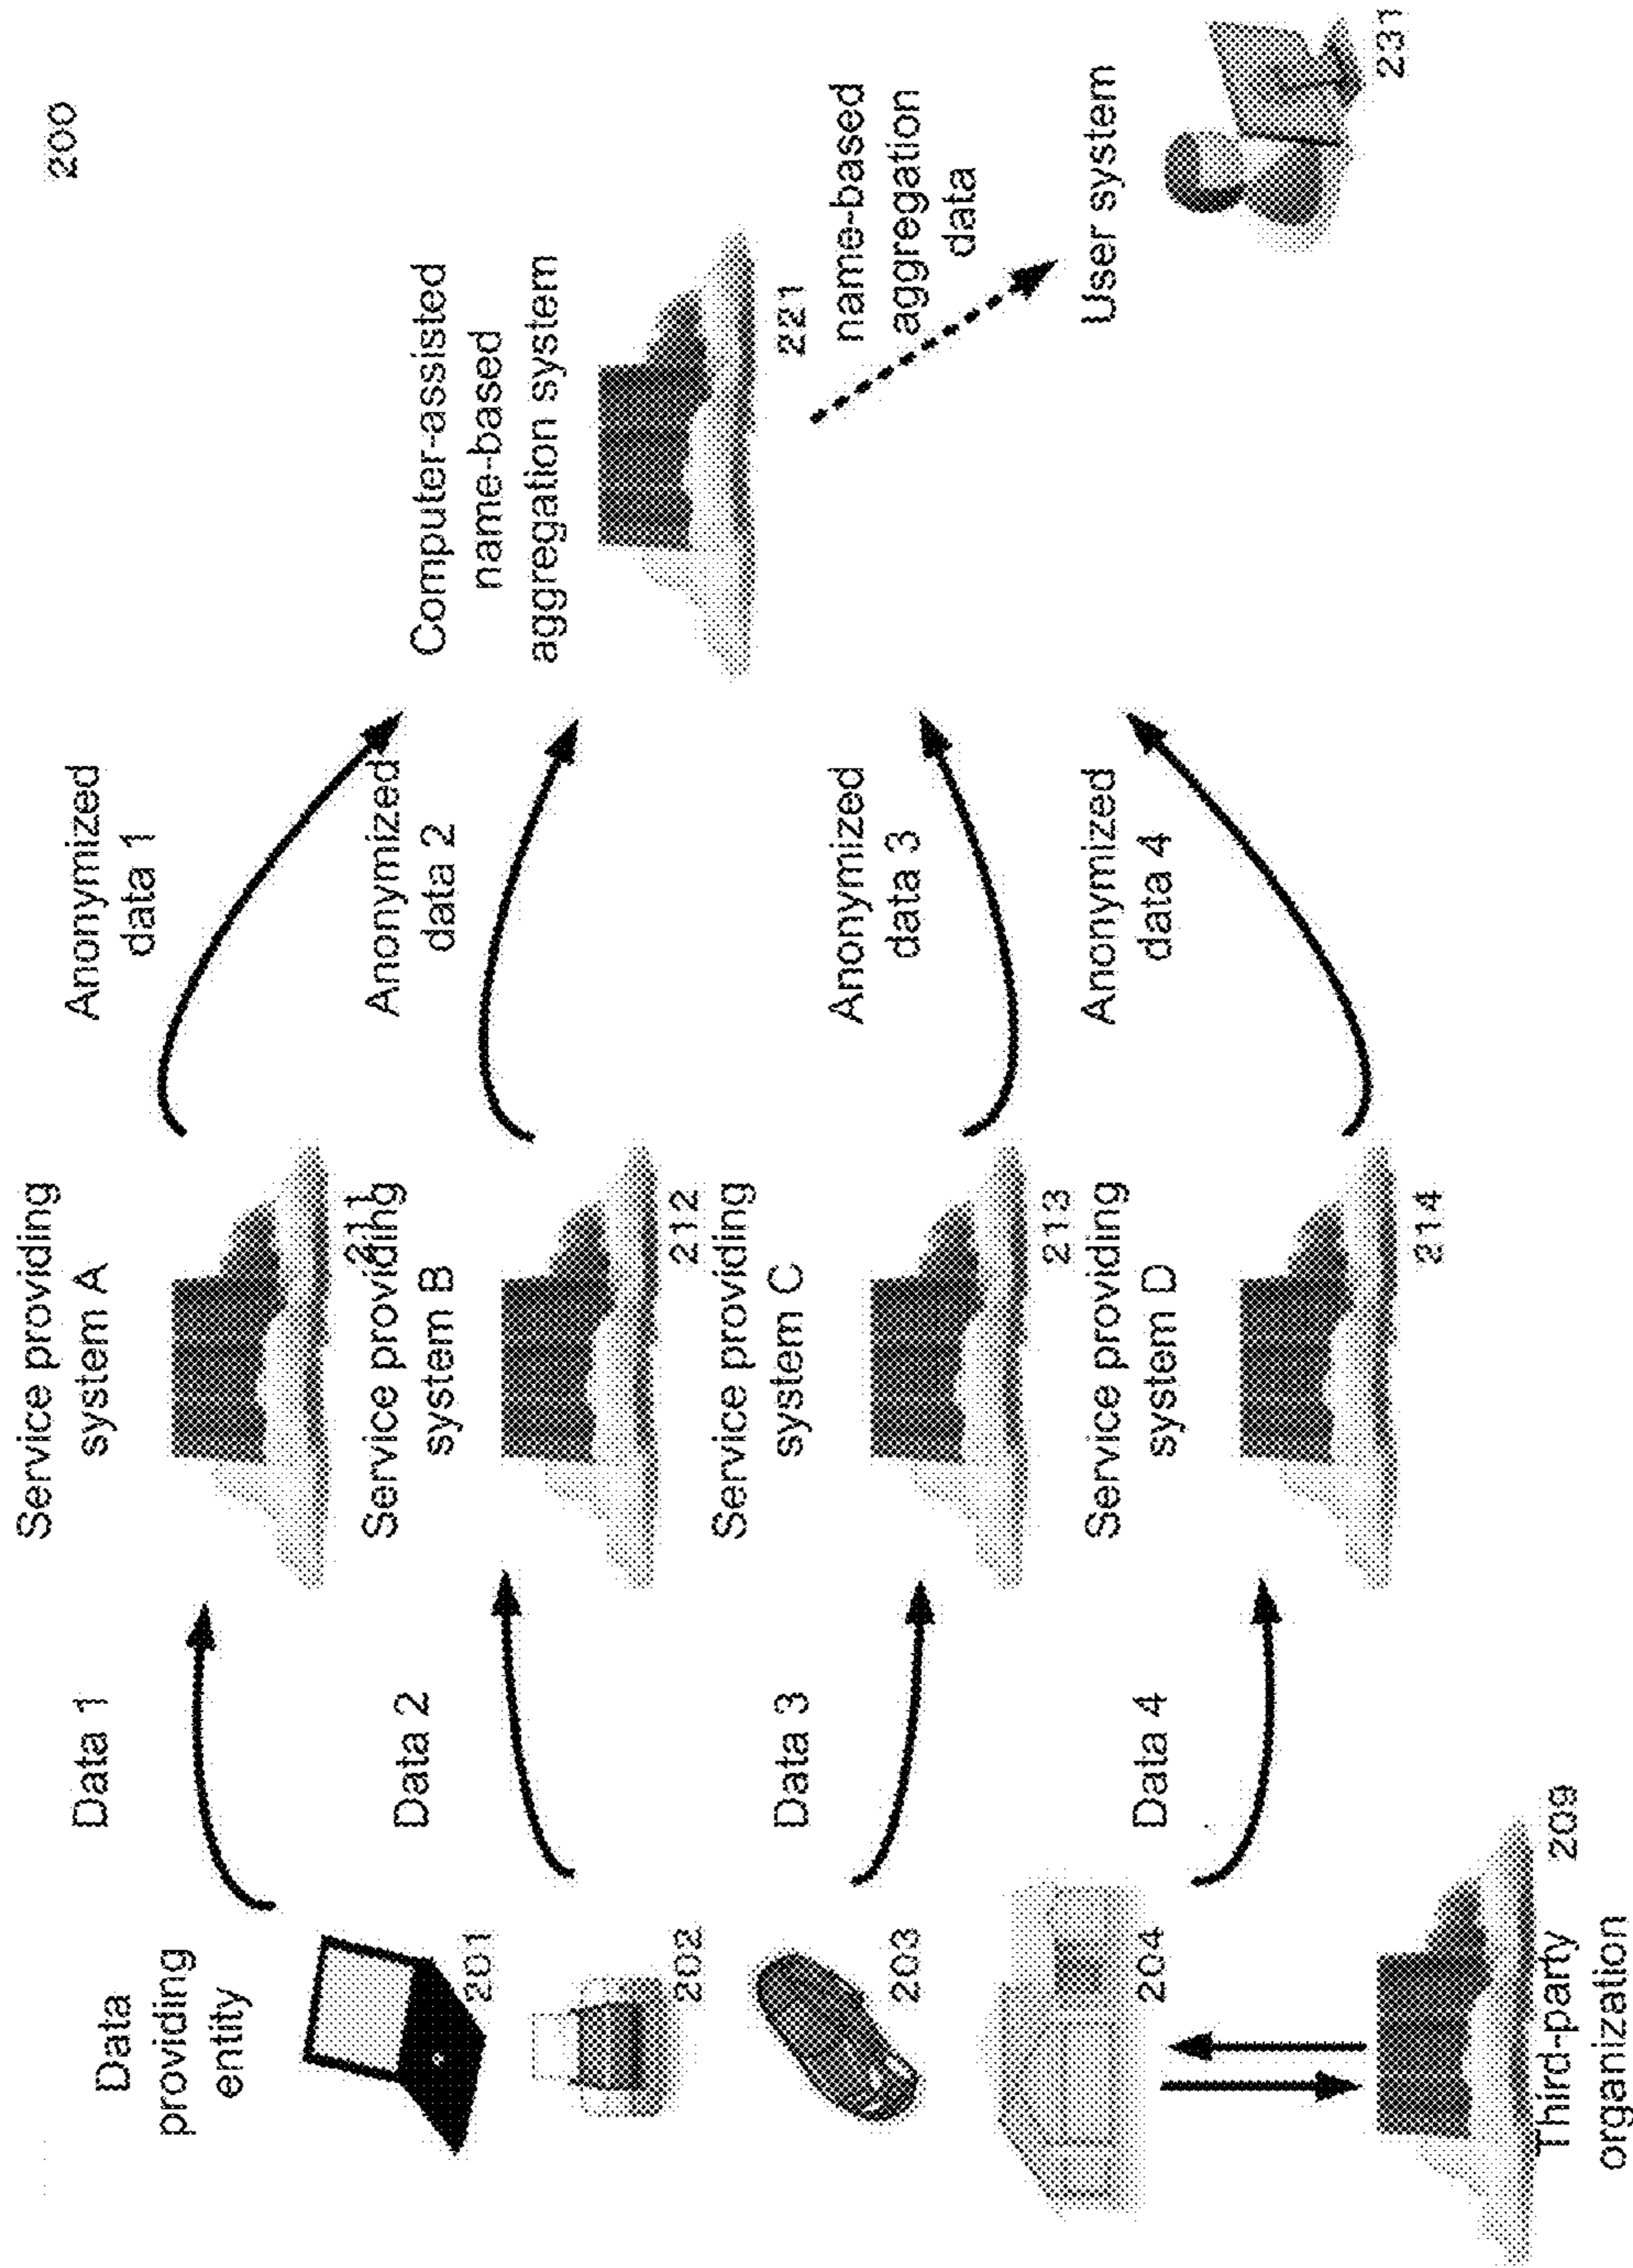 200
Data
providing
entity
201
202
203
204
Third-party
organization
209
Data 1
Data 2
Data 3
Data 4
Service providing
system A
211
Service providing
system B
212
Service providing
system C
213
Service providing
system D
214
Anonymized
data 1
Anonymized
data 2
Anonymized
data 3
Anonymized
data 4
Computer-assisted
name-based
aggregation system
221
name-based
aggregation
data
User system
231